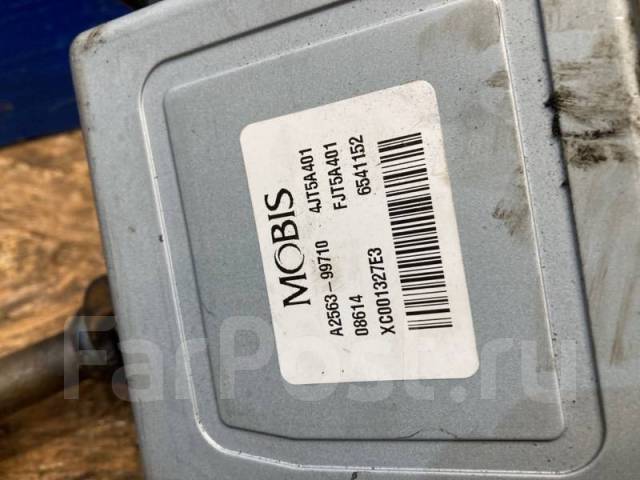 MOBIS
A2563-99710 4JT5A401
08614 FJT5A401
XC001327E3 6541152
FarPost.ru